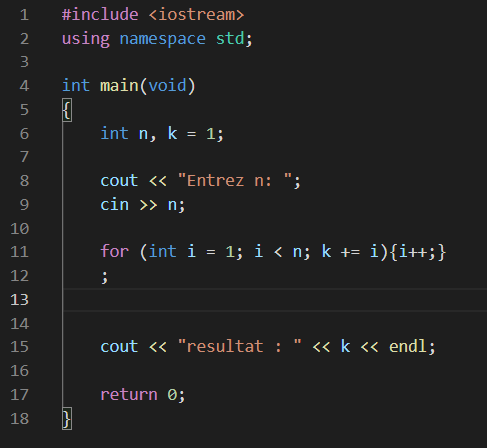 1 #include <iostream>
2 using namespace std;
3
4 int main(void)
5 {
6 int n, k = 1;
7
8 cout << "Entrez n: ";
9 cin >> n;
10
11 for (int i = 1; i < n; k += i){i++;}
12 ;
13
14
15 cout << "resultat : " << k << endl;
16
17 return 0;
18 }